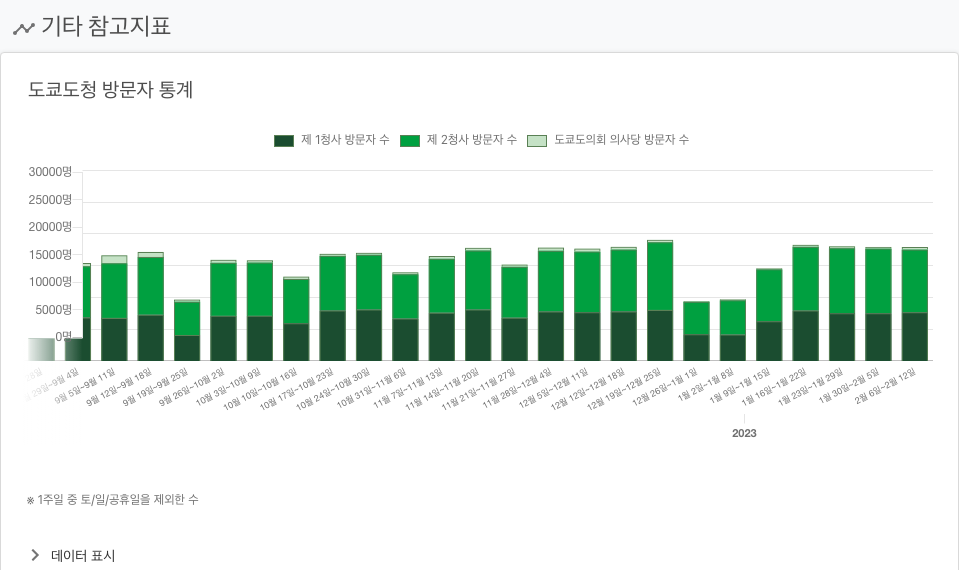 기타 참고지표
도쿄도청 방문자 통계
제 1청사 방문자 수 제 2청사 방문자 수 도쿄도의회 의사당 방문자 수
30000명
25000명
20000명
15000명
10000명
5000명
0명
9월 5일~9월 11일
9월 12일~9월 18일
9월 19일~9월 25일
9월 26일~10월 2일
10월 3일~10월 9일
10월 10일~10월 16일
10월 17일~10월 23일
10월 24일~10월 30일
10월 31일~11월 6일
11월 7일~11월 13일
11월 14일~11월 20일
11월 21일~11월 27일
11월 28일~12월 4일
12월 5일~12월 11일
12월 12일~12월 18일
12월 19일~12월 25일
12월 26일~1월 1일
1월 2일~1월 8일
1월 9일~1월 15일
1월 16일~1월 22일
1월 23일~1월 29일
1월 30일~2월 5일
2월 6일~2월 12일
2023
※ 1주일 중 토/일/공휴일을 제외한 수
데이터 표시